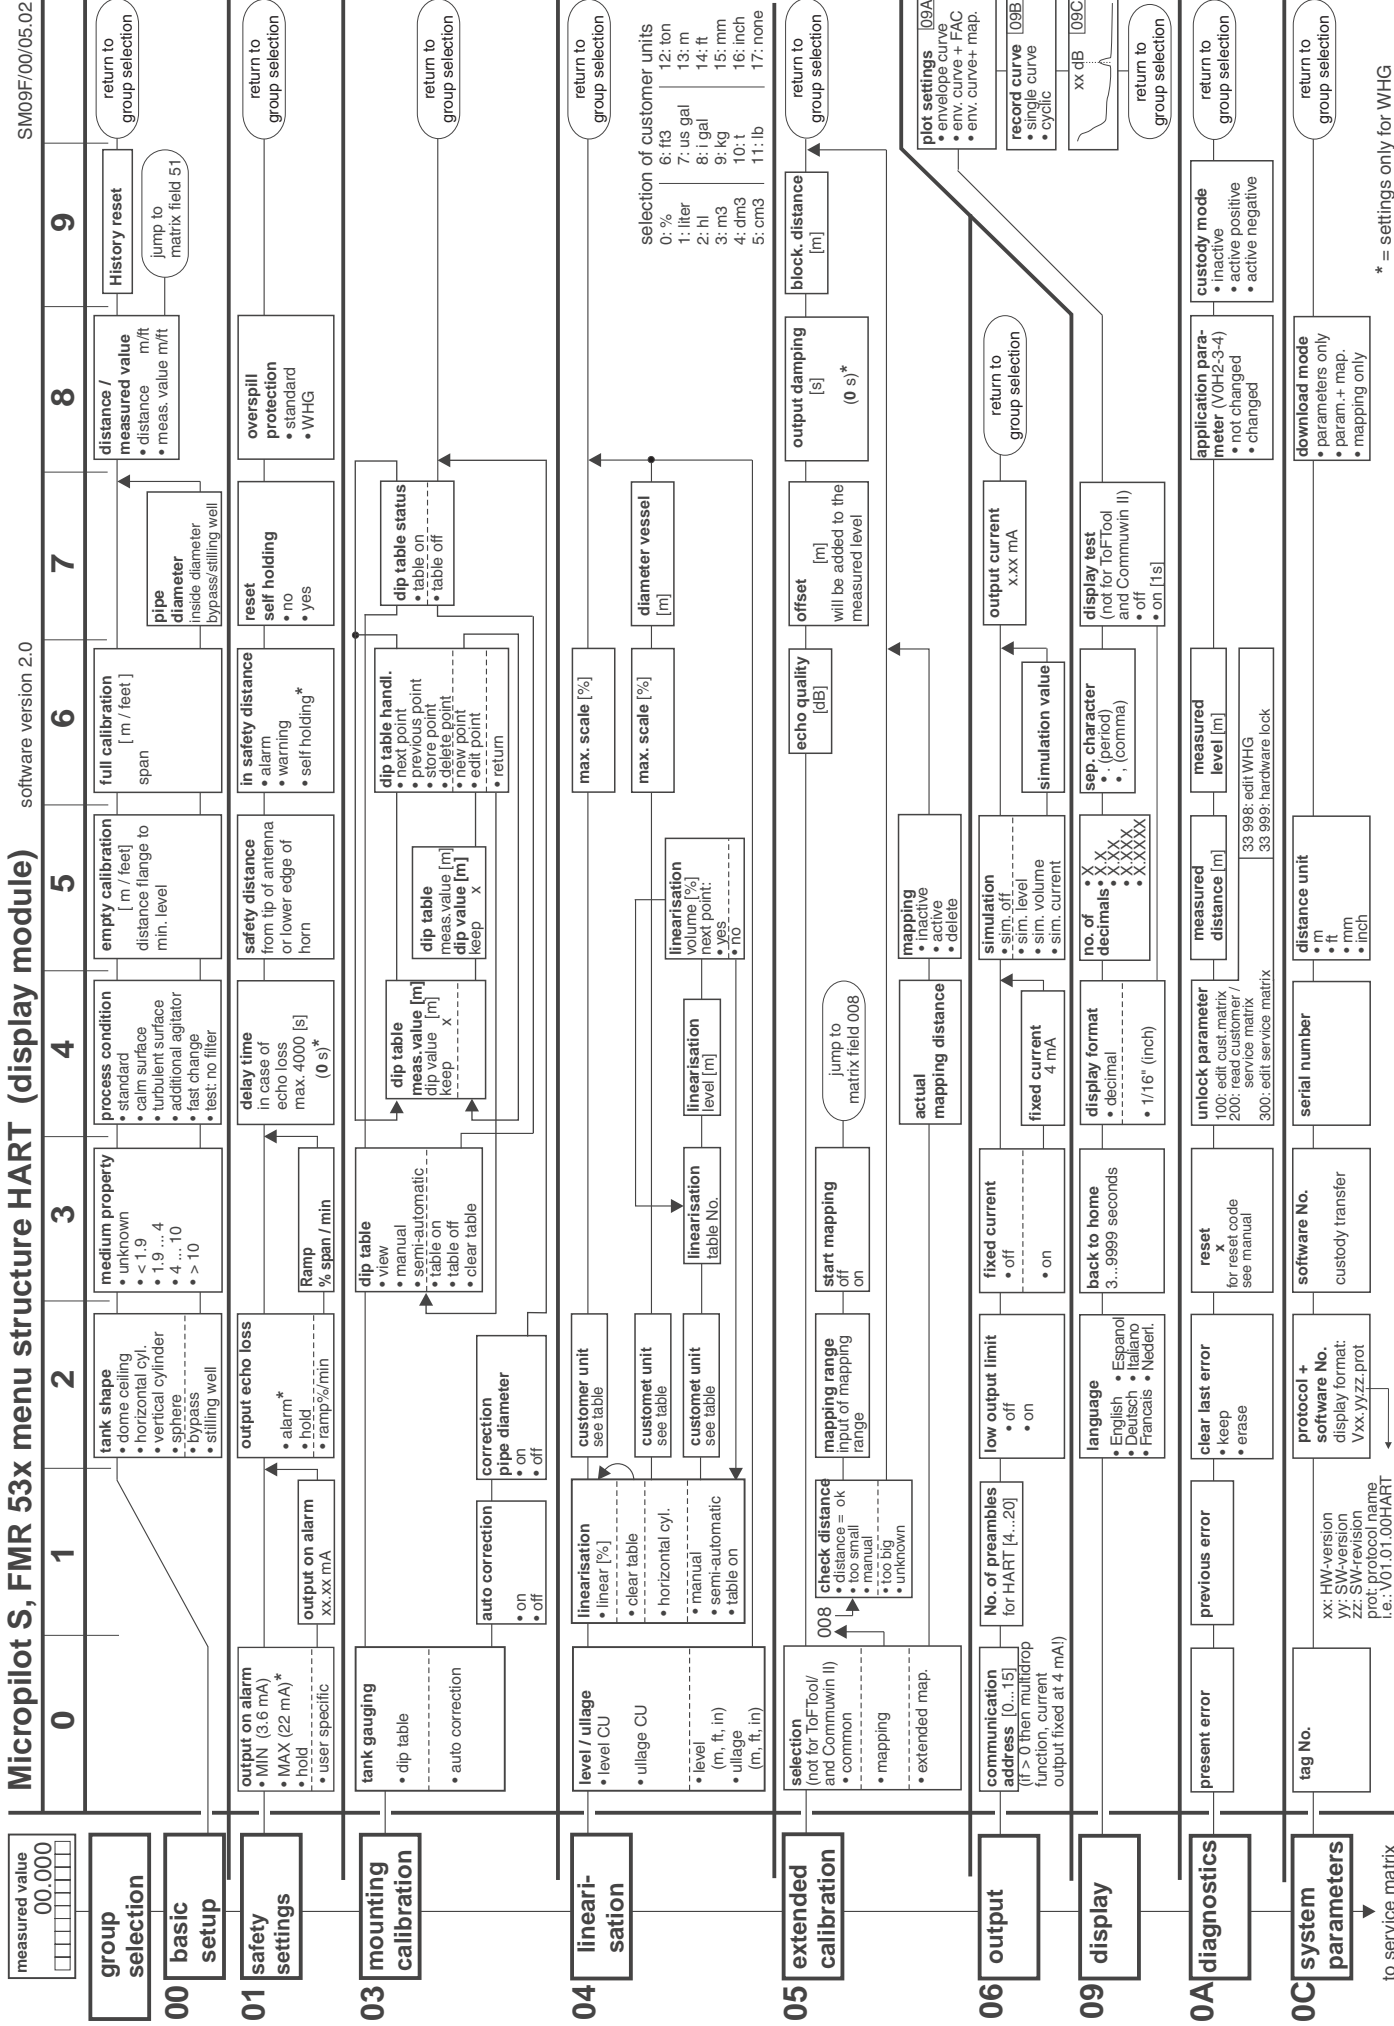 Micropilot S, FMR 53x menu structure HART (display module)
software version 2.0
SM09F/00/05.02
measured value
00.000
0
1
2
3
4
5
6
7
8
9
group
selection
00
basic
setup
tank shape
• dome ceiling
• horizontal cyl.
• vertical cylinder
• sphere
• bypass
• stilling well
medium property
• unknown
• < 1.9
• 1.9 ... 4
• 4 ... 10
• > 10
process condition
• standard
• calm surface
• turbulent surface
• additional agitator
• fast change
• test: no filter
empty calibration
[ m / feet]
distance flange to
min. level
full calibration
[ m / feet ]
span
pipe
diameter
inside diameter
bypass/stilling well
distance /
measured value
• distance m/ft
• meas. value m/ft
History reset
jump to
matrix field 51
return to
group selection
01
safety
settings
output on alarm
• MIN (3.6 mA)
• MAX (22 mA)*
• hold
• user specific
output on alarm
xx.xx mA
output echo loss
• alarm*
• hold
• ramp%/min
Ramp
% span / min
delay time
in case of
echo loss
max. 4000 [s]
(0 s)*
safety distance
from tip of antenna
or lower edge of
horn
in safety distance
• alarm
• warning
• self holding*
reset
self holding
• no
• yes
overspill
protection
• standard
• WHG
return to
group selection
03
mounting
calibration
tank gauging
• dip table
• auto correction
auto correction
• on
• off
correction
pipe diameter
• on
• off
dip table
• view
• manual
• semi-automatic
• table on
• table off
• clear table
dip table
meas. value [m]
dip value [m]
keep x
dip table
meas.value [m]
dip value [m]
keep x
dip table handl.
• next point
• previous point
• store point
• delete point
• new point
• edit point
• return
dip table status
• table on
• table off
return to
group selection
04
lineari-
sation
level / ullage
• level CU
• ullage CU
• level
(m, ft, in)
• ullage
(m, ft, in)
linearisation
• linear [%]
• clear table
• horizontal cyl.
• manual
• semi-automatic
• table on
customer unit
see table
customet unit
see table
customet unit
see table
linearisation
table No.
linearisation
level [m]
linearisation
volume [%]
next point:
• yes
• no
max. scale [%]
max. scale [%]
diameter vessel
[m]
return to
group selection
selection of customer units
0: % 6: ft3 12: ton
1: liter 7: us gal 13: m
2: hl 8: i gal 14: ft
3: m3 9: kg 15: mm
4: dm3 10: t 16: inch
5: cm3 11: lb 17: none
05
extended
calibration
selection
(not for ToFTool/
and Commuwin II)
• common
• mapping
• extended map.
008
check distance
• distance = ok
• too small
• manual
• too big
• unknown
mapping range
input of mapping
range
start mapping
off
on
jump to
matrix field 008
actual
mapping distance
mapping
• inactive
• active
• delete
echo quality
[dB]
offset
[m]
will be added to the
measured level
output damping
[s]
(0 s)*
block. distance
[m]
return to
group selection
06
output
communication
address [0...15]
(if > 0 then multidrop
function, current
output fixed at 4 mA!)
No. of preambles
for HART [4...20]
low output limit
• off
• on
fixed current
• off
• on
fixed current
4 mA
simulation
• sim. off
• sim. level
• sim. volume
• sim. current
simulation value
output current
x.xx mA
return to
group selection
09
display
language
• English • Espanol
• Deutsch • Italiano
• Francais • Nederl.
back to home
3...9999 seconds
display format
• decimal
• 1/16" (inch)
no. of
decimals
• X
• X.X
• X.XX
• X.XXX
• X.XXXX
sep. character
• . (period)
• , (comma)
display test
(not for ToFTool
and Commuwin II)
• off
• on [1s]
plot settings 09A
• envelope curve
• env. curve + FAC
• env. curve+ map.
record curve 09B
• single curve
• cyclic
09C
xx dB
return to
group selection
0A
diagnostics
present error
previous error
clear last error
• keep
• erase
reset
x
for reset code
see manual
unlock parameter
100: edit cust.matrix
200: read customer /
service matrix
300: edit service matrix
measured
distance [m]
33 998: edit WHG
33 999: hardware lock
measured
level [m]
application para-
meter (V0H2-3-4)
• not changed
• changed
custody mode
• inactive
• active positive
• active negative
return to
group selection
0C
system
parameters
tag No.
xx: HW-version
yy: SW-version
zz: SW-revision
prot: protocol name
i.e.: V01.01.00HART
protocol +
software No.
display format:
Vxx.yy.zz.prot
software No.
custody transfer
serial number
distance unit
• m
• ft
• mm
• inch
download mode
• parameters only
• param.+ map.
• mapping only
return to
group selection
to service matrix
* = settings only for WHG